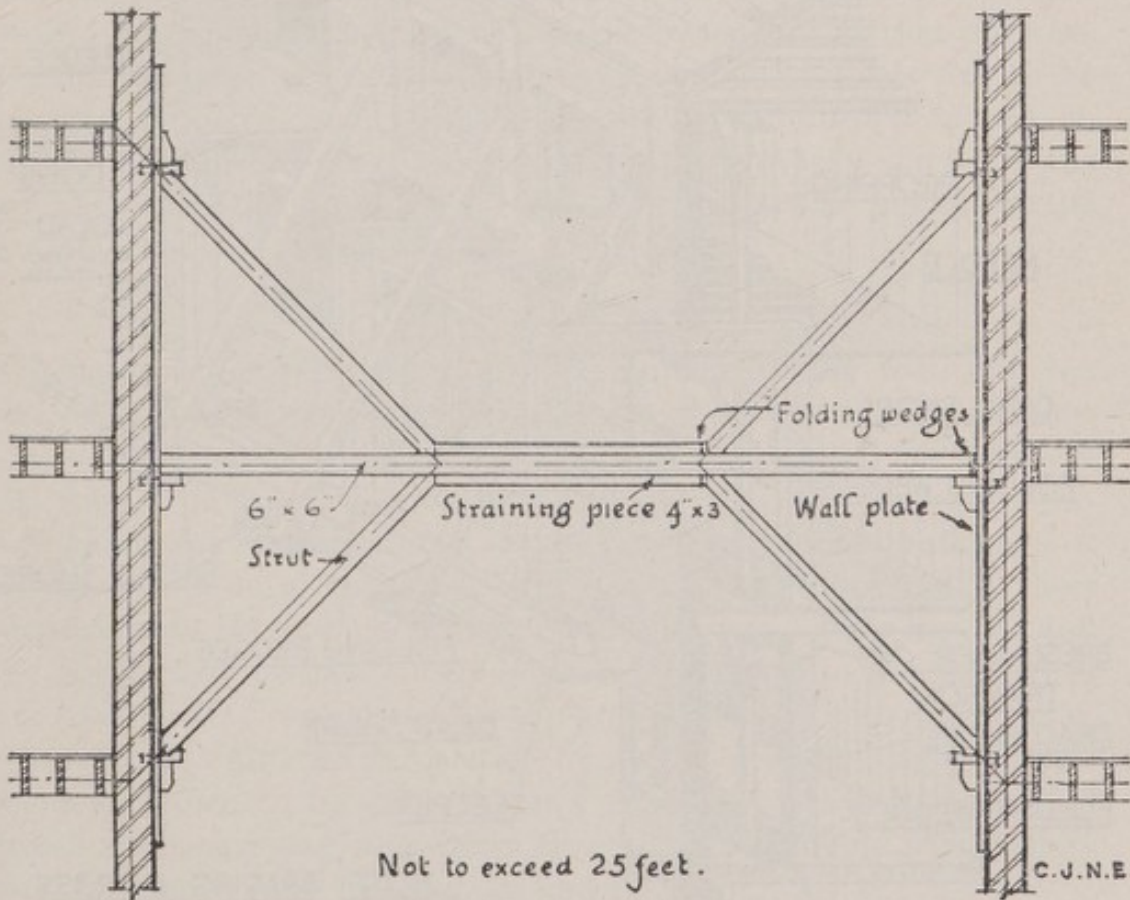 Folding wedges
6" × 6"
Straining piece 4" × 3
Wall plate
Strut
Not to exceed 25 feet.
C.J.N.E